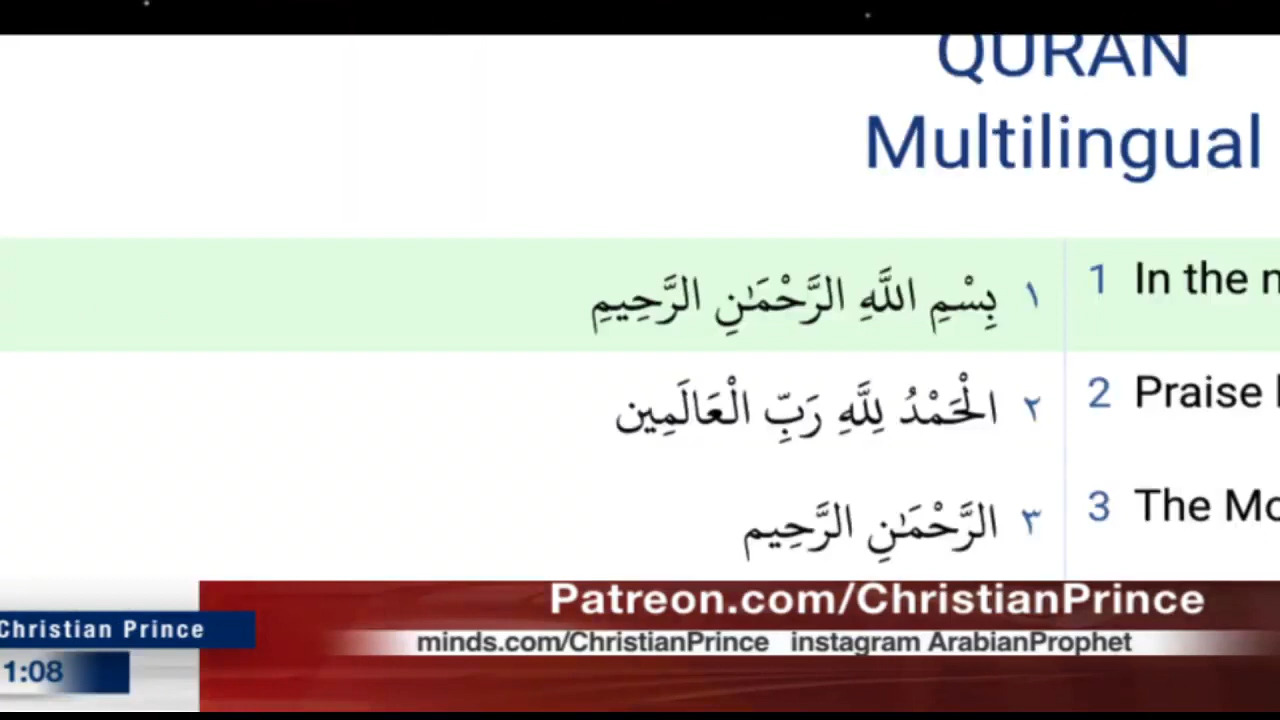 QURAN
Multilingual
بِسْمِ اللَّهِ الرَّحْمَٰنِ الرَّحِيمِ ١
1 In the
الْحَمْدُ لِلَّهِ رَبِّ الْعَالَمِين ٢
2 Praise
الرَّحْمَٰنِ الرَّحِيم ٣
3 The
Patreon.com/ChristianPrince
Christian Prince
minds.com/ChristianPrince instagram ArabianProphet
1:08